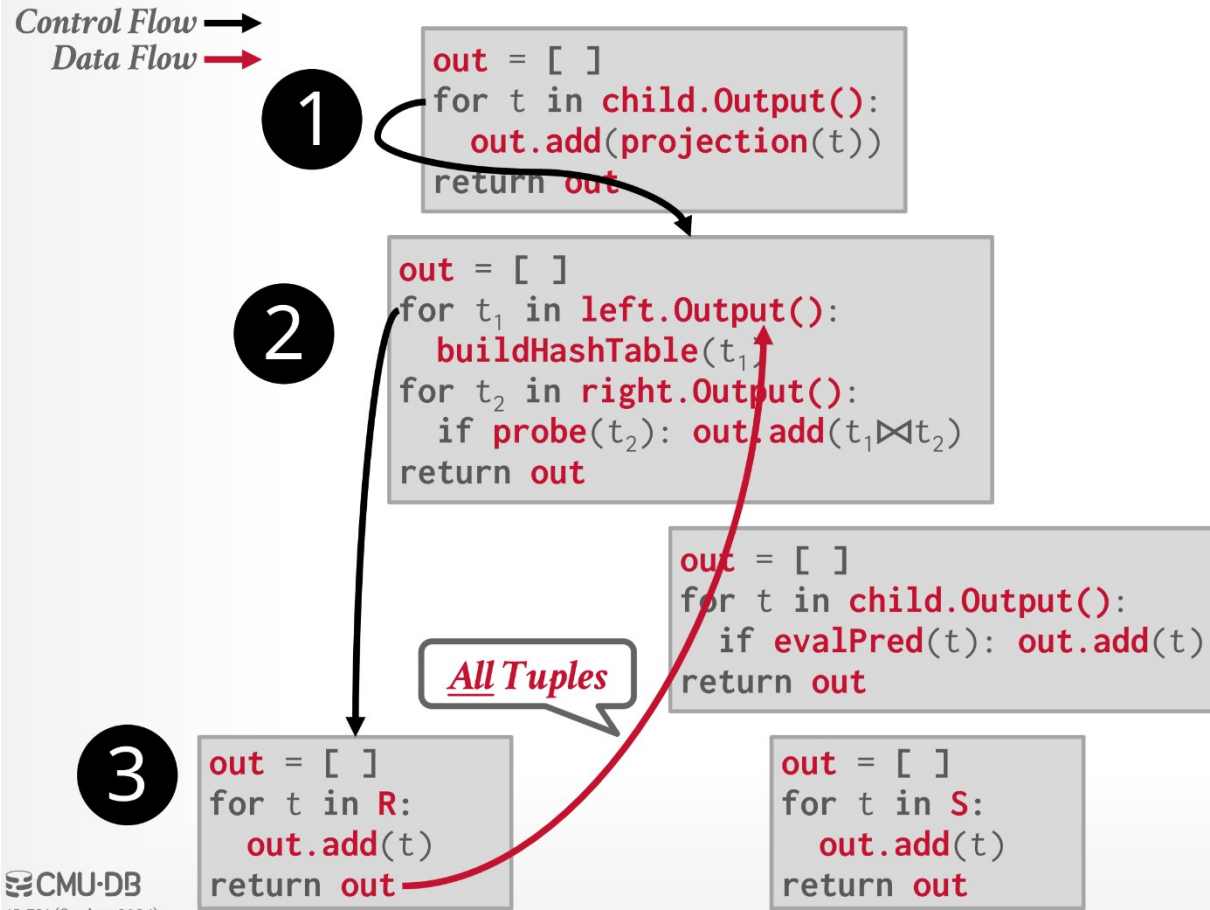 Control Flow
Data Flow
1
out = [ ]
for t in child.Output():
out.add(projection(t))
return out
2
out = [ ]
for t₁ in left.Output():
buildHashTable(t₁)
for t₂ in right.Output():
if probe(t₂): out.add(t₁⨝t₂)
return out
out = [ ]
for t in child.Output():
if evalPred(t): out.add(t)
return out
All Tuples
3
out = [ ]
for t in R:
out.add(t)
return out
out = [ ]
for t in S:
out.add(t)
return out
CMU·DB